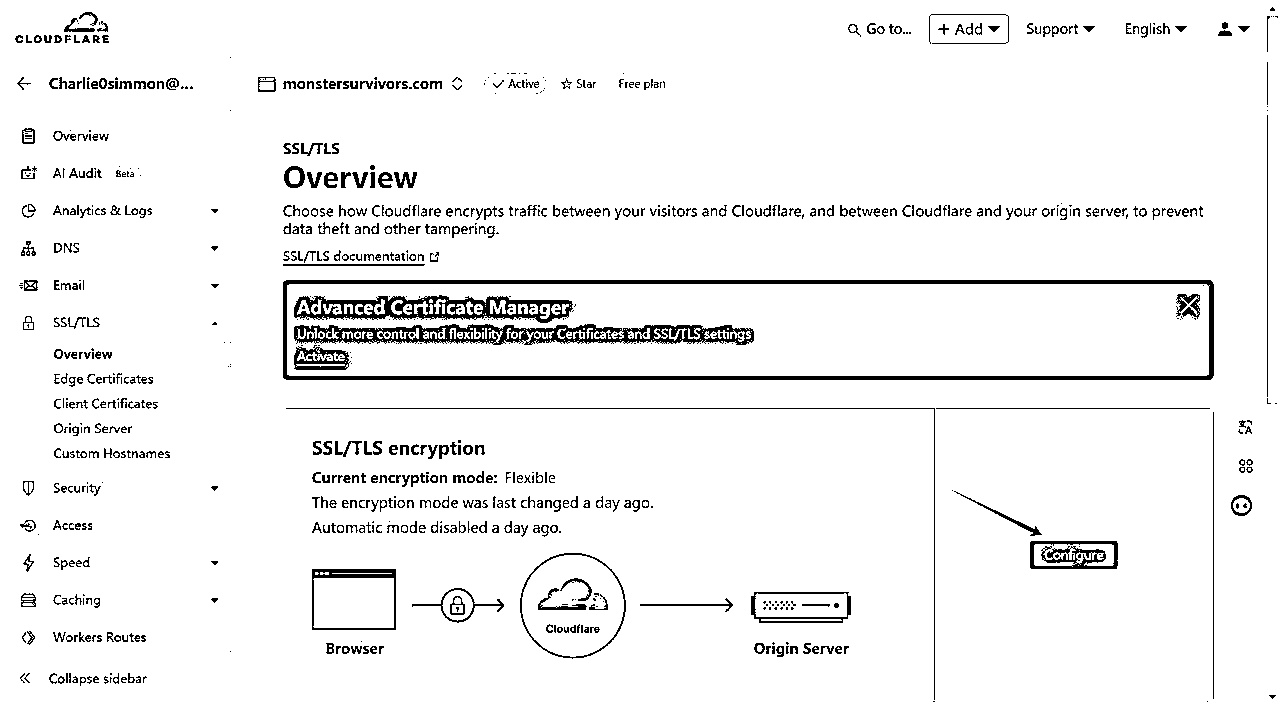 CLOUDFLARE
Go to...
+ Add
Support
English
Charlie0simmon@...
monstersurvivors.com
Active
Star
Free plan
Overview
AI Audit Beta
Analytics & Logs
DNS
Email
SSL/TLS
Overview
Edge Certificates
Client Certificates
Origin Server
Custom Hostnames
Security
Access
Speed
Caching
Workers Routes
Collapse sidebar
SSL/TLS
Overview
Choose how Cloudflare encrypts traffic between your visitors and Cloudflare, and between Cloudflare and your origin server, to prevent
data theft and other tampering.
SSL/TLS documentation
Advanced Certificate Manager
Unlock more control and flexibility for your Certificates and SSL/TLS settings
Activate
SSL/TLS encryption
Current encryption mode: Flexible
The encryption mode was last changed a day ago.
Automatic mode disabled a day ago.
Configure
Cloudflare
Browser
Origin Server